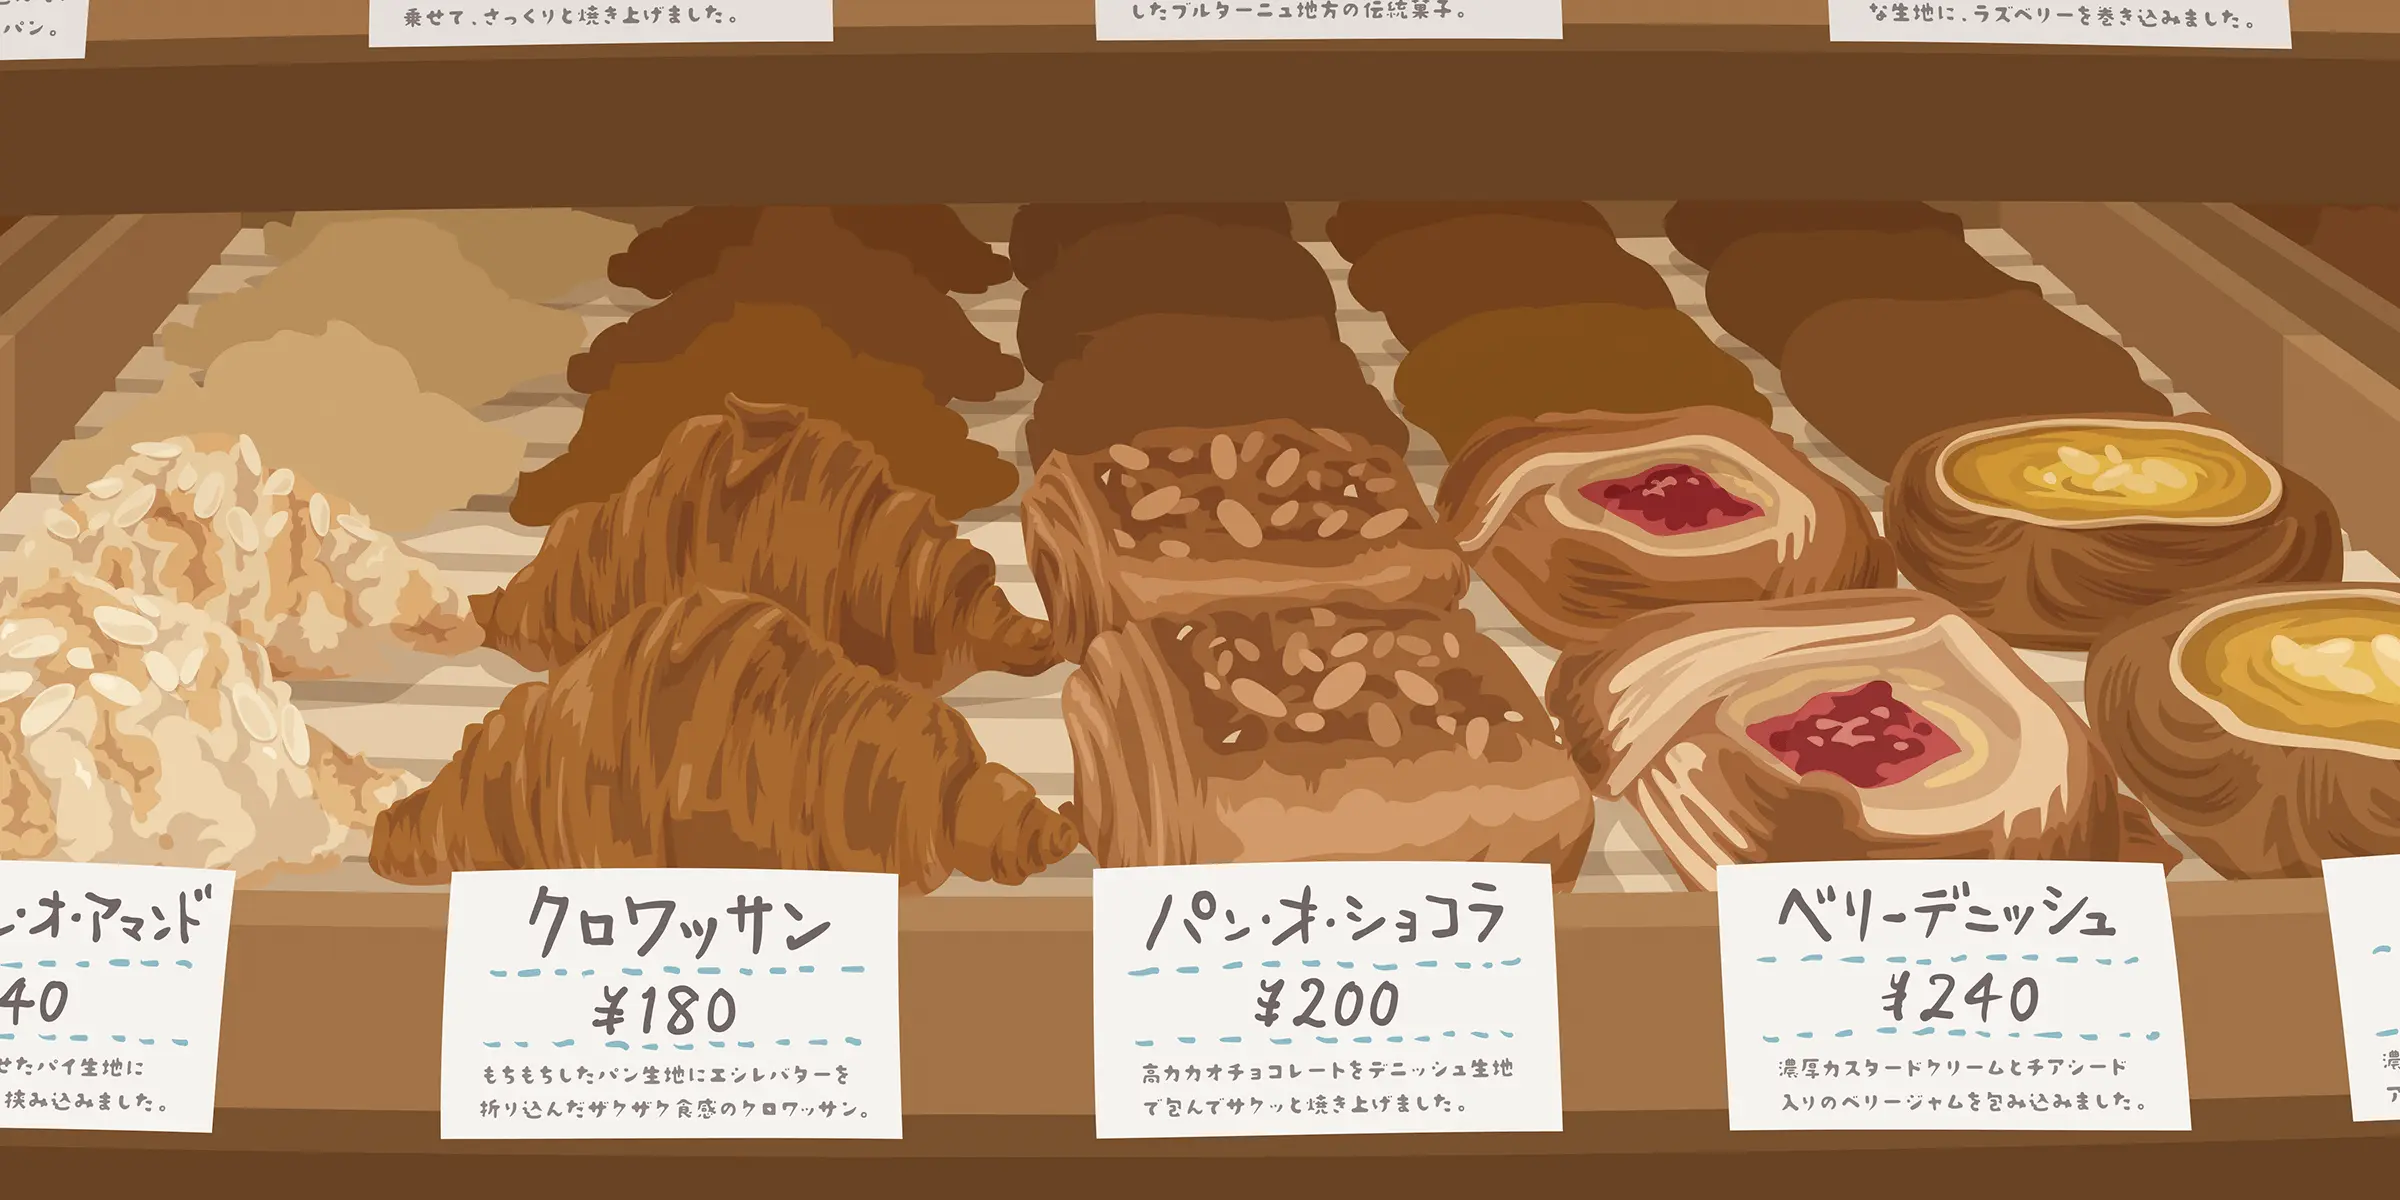 パン。
乗せて、さっくりと焼き上げました。
したブルターニュ地方の伝統菓子。
な生地に、ラズベリーを巻き込みました。
ン・オ・アマンド
40
せたパイ生地に
挟み込みました。
クロワッサン
¥180
もちもちしたパン生地にエシレバターを
折り込んだザクザク食感のクロワッサン。
パン・オ・ショコラ
¥200
高カカオチョコレートをデニッシュ生地
で包んでサクッと焼き上げました。
ベリーデニッシュ
¥240
濃厚カスタードクリームとチアシード
入りのベリージャムを包み込みました。
濃
ア